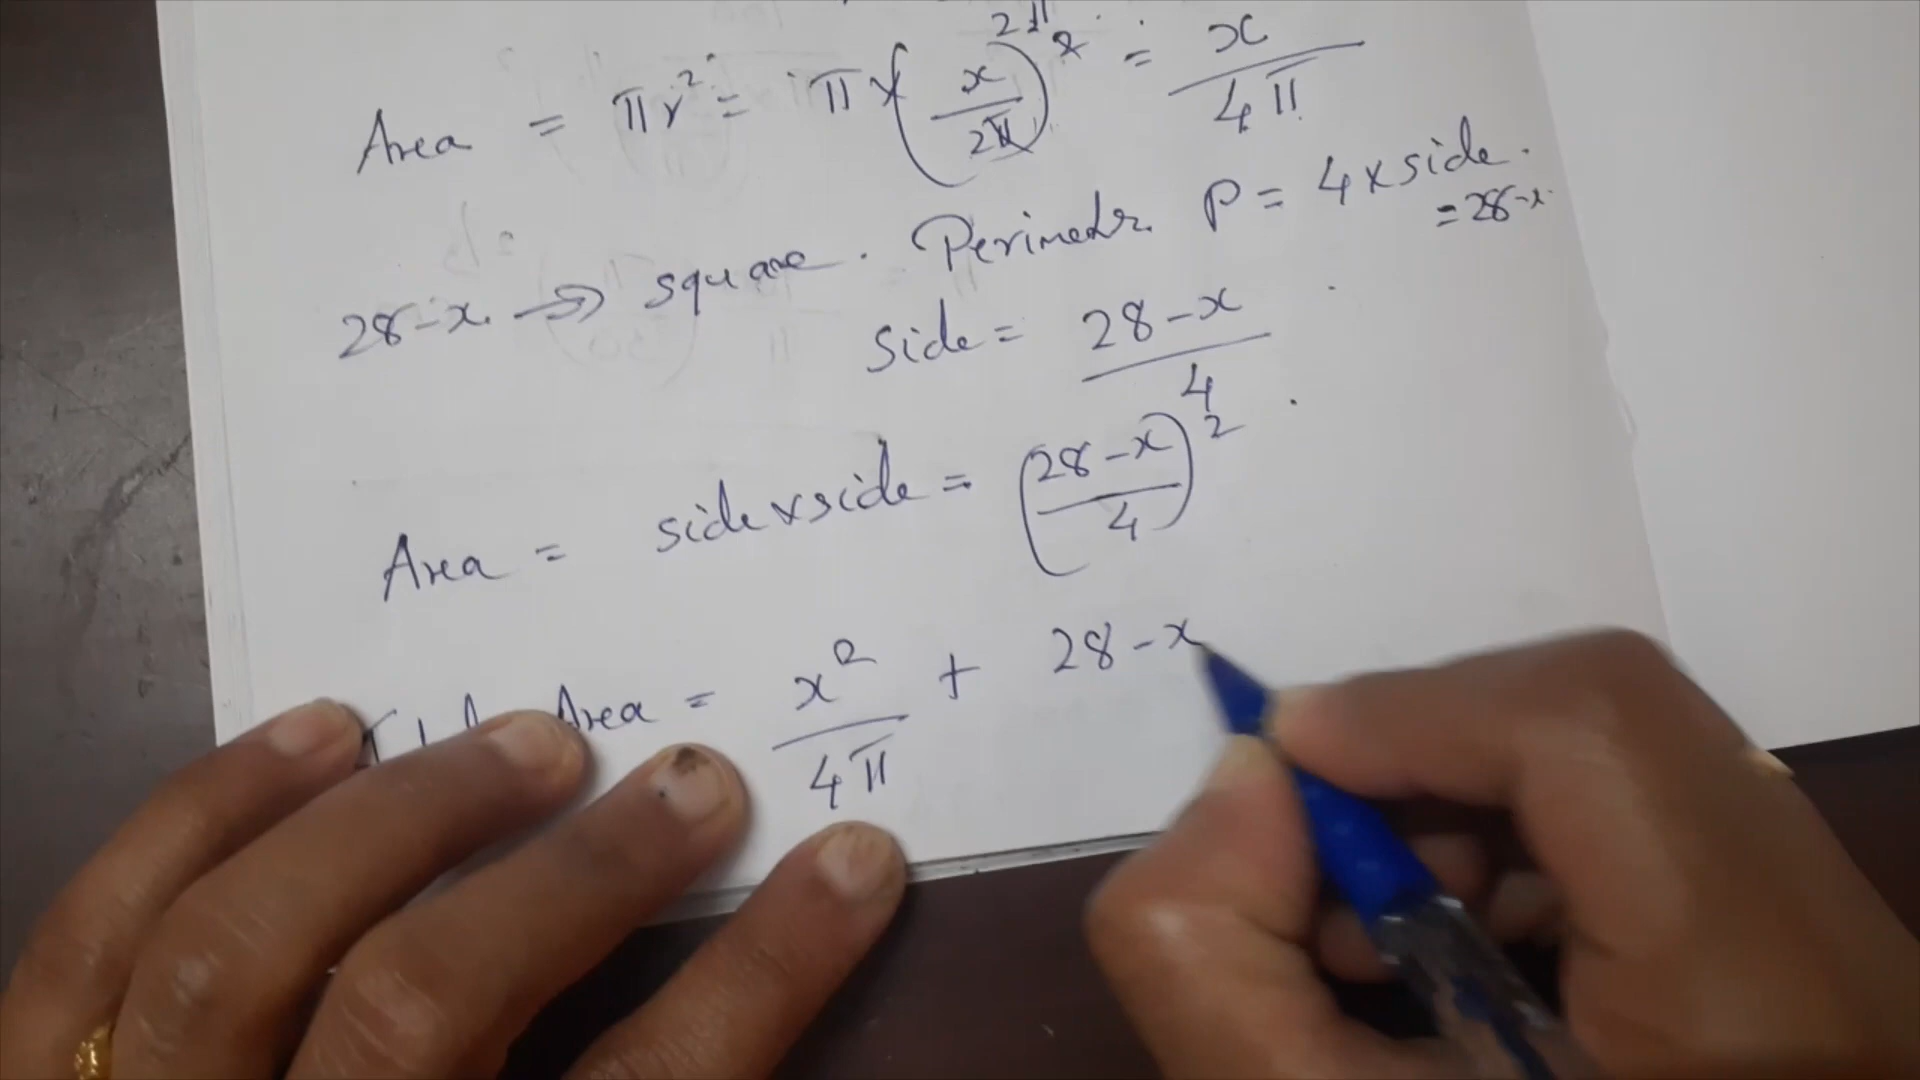 2π
Area = πr² = π × (x/2π)² = x/4π
28-x → square. Perimeter P = 4 x side.
= 28-x
side = 28-x/4
Area = side x side = (28-x/4)²
Area = x²/4π + 28-x